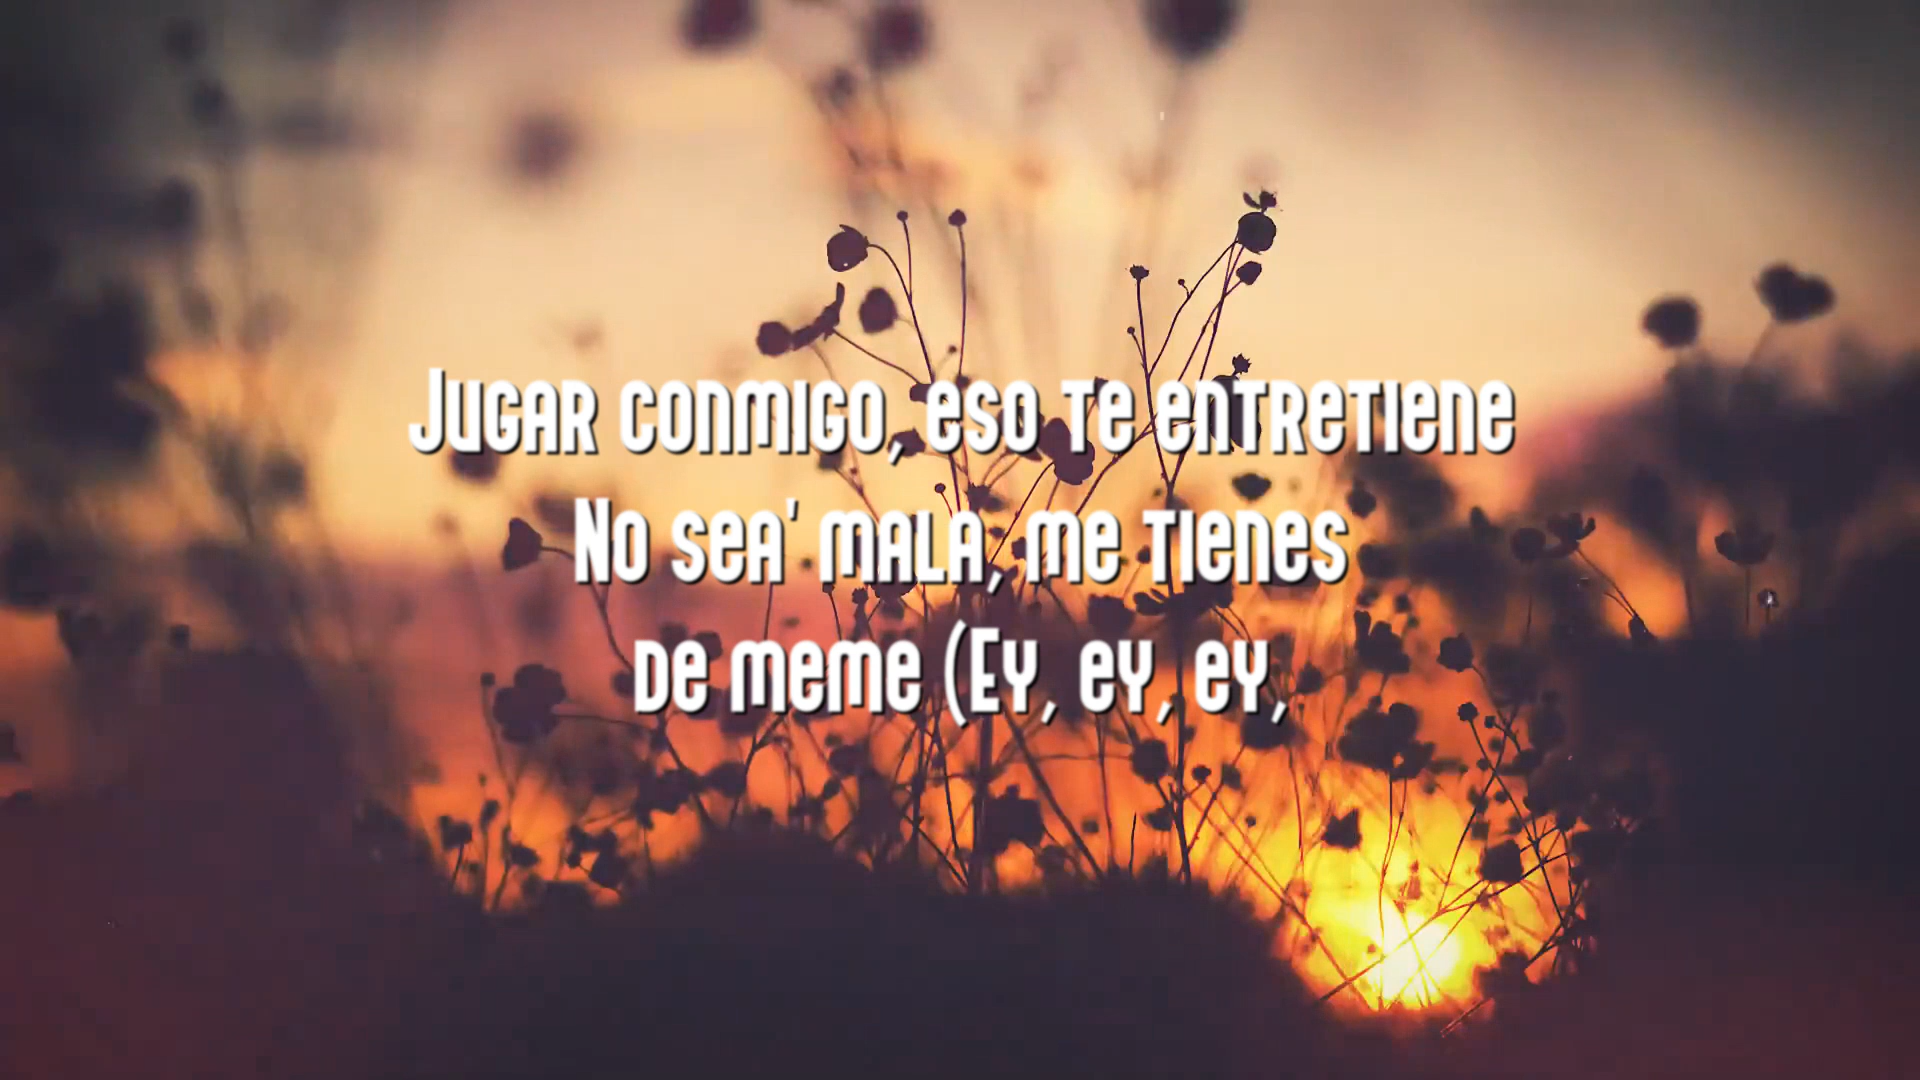 Jugar conmigo, eso te entretiene
No sea' mala, me tienes
de meme (Ey, ey, ey,